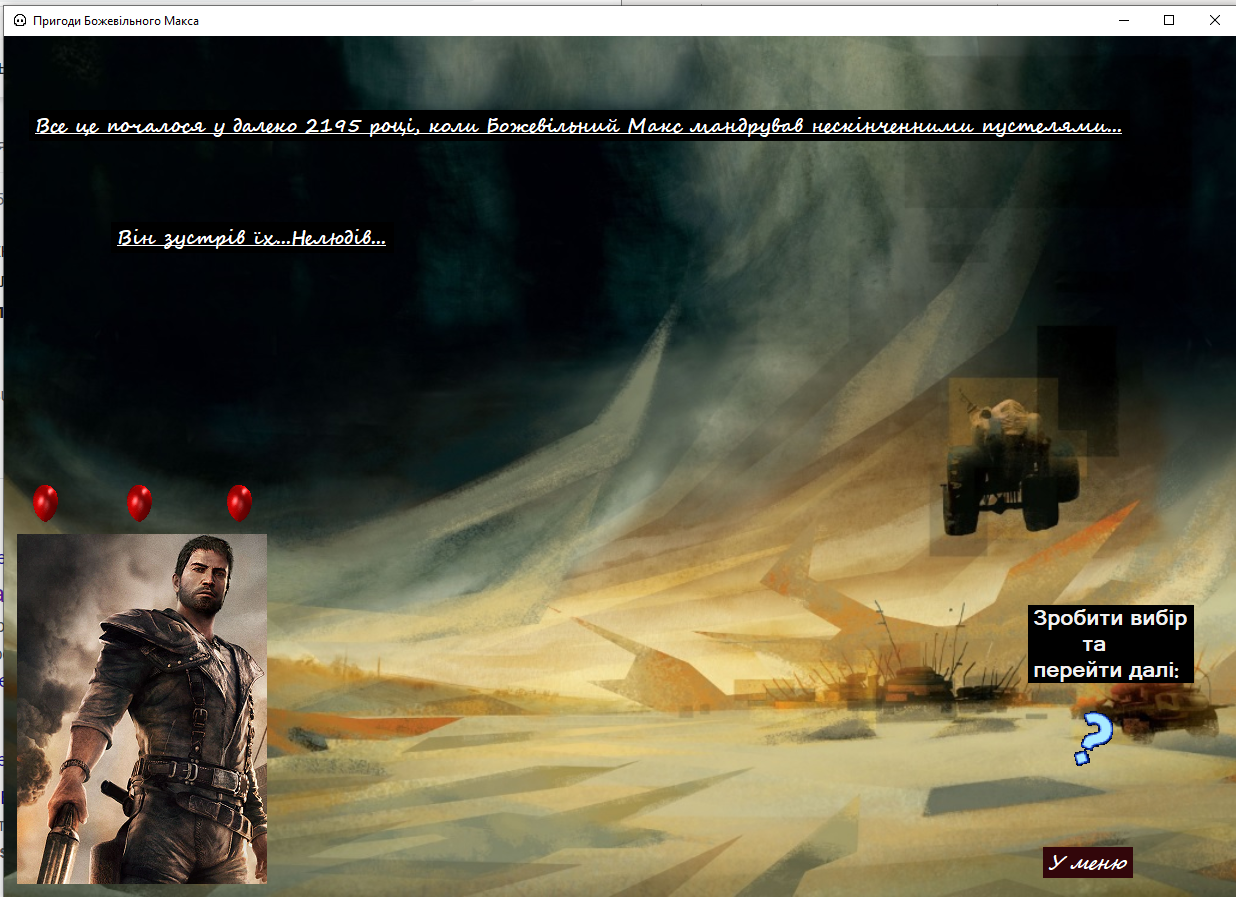 Пригоди Божевільного Макса
Все це почалося у далеко 2195 році, коли Божевільний Макс мандрував нескінченними пустелями...
Він зустрів їх...Нелюдів...
Зробити вибір
та
перейти далі:
У меню